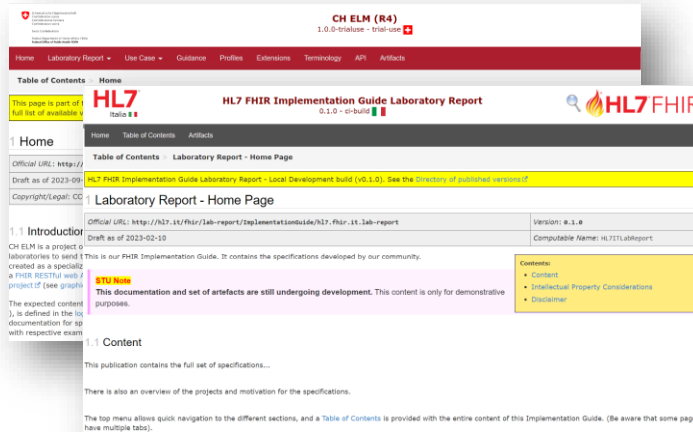 CH ELM (R4)
1.0.0-trialuse - trial-use
Home Laboratory Report Use Case Guidance Profiles Extensions Terminology API Artifacts
Table of Contents > Home
This page is part of t
full list of available v
1 Home
Official URL: http:/
Draft as of 2023-09-
Copyright/Legal: CC
1.1 Introduction
CH ELM is a project o
laboratories to send t
created as a specializ
a FHIR RESTful web A
project (see graphi
The expected content
), is defined in the log
documentation for sp
with respective exam
HL7
Italia
HL7 FHIR Implementation Guide Laboratory Report
0.1.0 - ci-build
HL7 FHIR
Home Table of Contents Artifacts
Table of Contents > Laboratory Report - Home Page
HL7 FHIR Implementation Guide Laboratory Report - Local Development build (v0.1.0). See the Directory of published versions
1 Laboratory Report - Home Page
Official URL: http://hl7.it/fhir/lab-report/ImplementationGuide/hl7.fhir.it.lab-report Version: 0.1.0
Draft as of 2023-02-10 Computable Name: HL7ITLabReport
This is our FHIR Implementation Guide. It contains the specifications developed by our community.
STU Note
This documentation and set of artefacts are still undergoing development. This content is only for demonstrative
purposes.
Contents:
• Content
• Intellectual Property Considerations
• Disclaimer
1.1 Content
This publication contains the full set of specifications...
There is also an overview of the projects and motivation for the specifications.
The top menu allows quick navigation to the different sections, and a Table of Contents is provided with the entire content of this Implementation Guide. (Be aware that some pag
have multiple tabs).